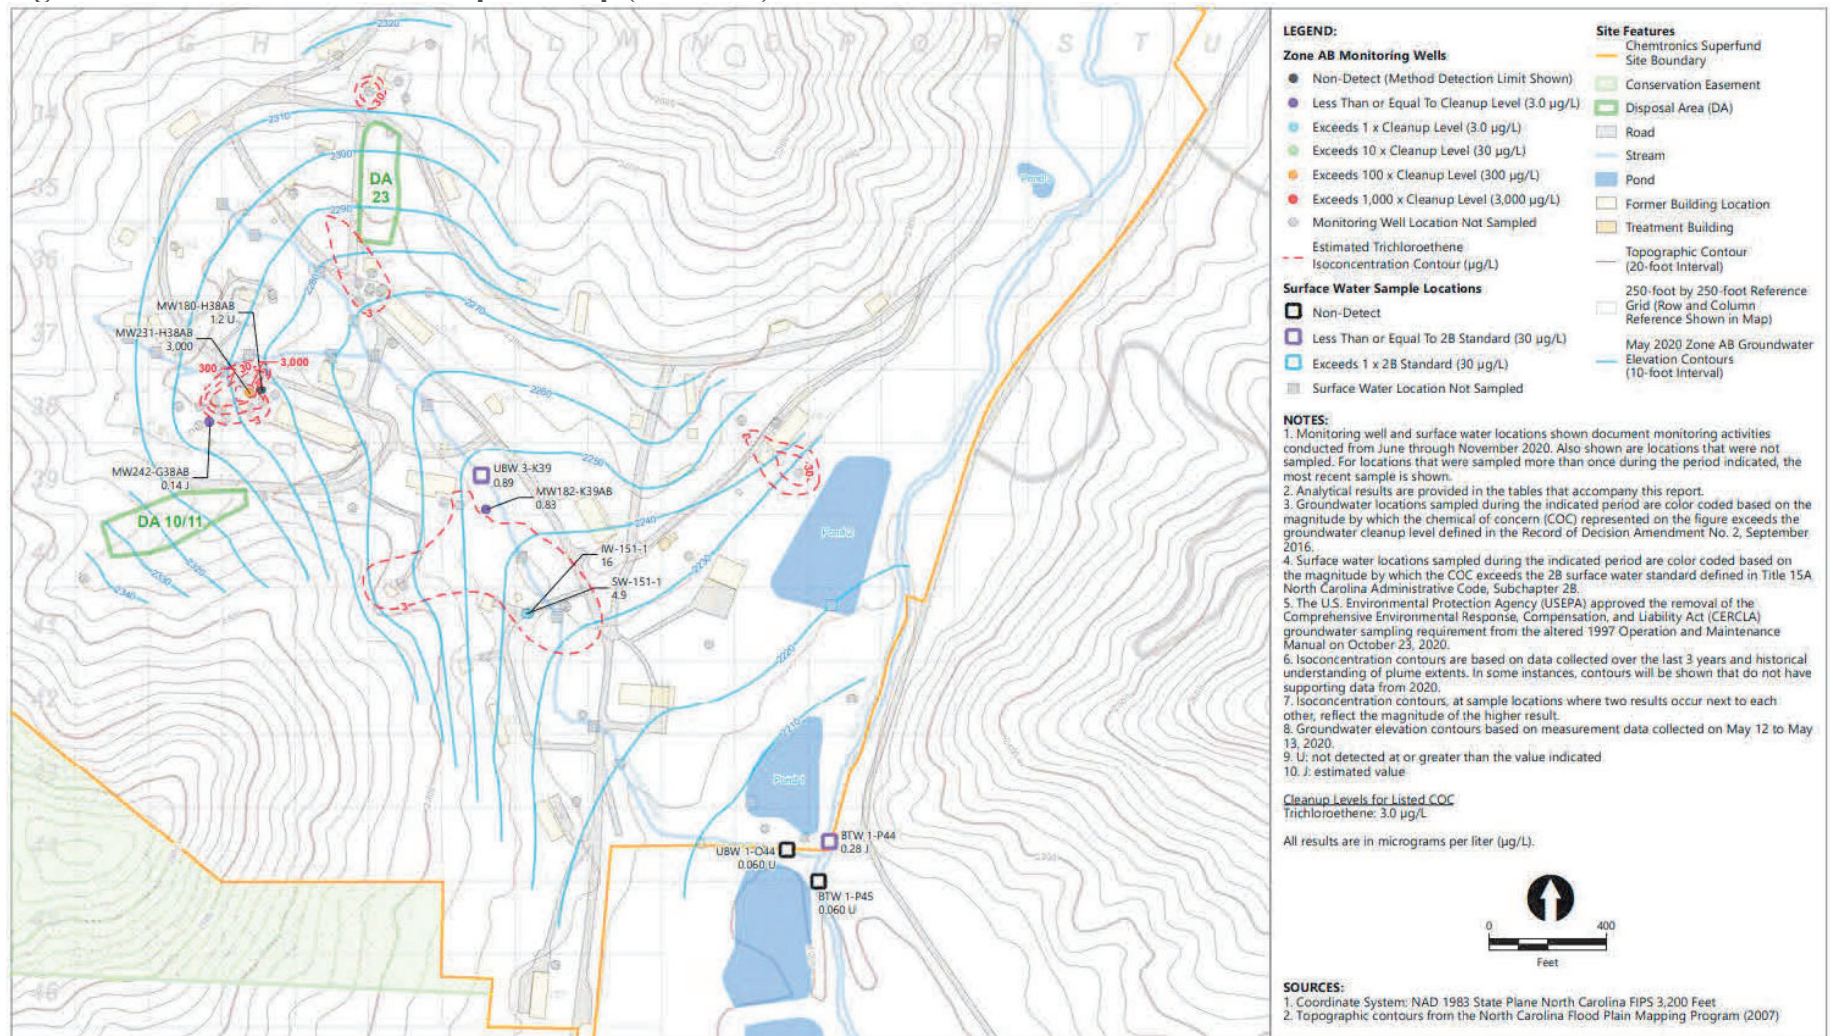 2320
F G H J K L M N O P Q R S T U
30
34
2310
2300
DA
23
Pond 3
35
2290
36
2280
2270
3
MW180-H38AB
1.2 U
37
MW231-H38AB
3,000
300
30
3,000
38
2260
39
UBW 3-K39
0.89
2250
30
MW242-G38AB
0.14 J
MW182-K39AB
0.83
DA 10/11
2240
Pond 2
40
IW-151-1
16
2230
2330
2320
2340
SW-151-1
4.9
3
2220
42
2210
Pond 1
BTW 1-P44
0.28 J
UBW 1-O44
0.060 U
BTW 1-P45
0.060 U
LEGEND:
Zone AB Monitoring Wells
Non-Detect (Method Detection Limit Shown)
Less Than or Equal To Cleanup Level (3.0 µg/L)
Exceeds 1 x Cleanup Level (3.0 µg/L)
Exceeds 10 x Cleanup Level (30 µg/L)
Exceeds 100 x Cleanup Level (300 µg/L)
Exceeds 1,000 x Cleanup Level (3,000 µg/L)
Monitoring Well Location Not Sampled
Estimated Trichloroethene
Isoconcentration Contour (µg/L)
Surface Water Sample Locations
Non-Detect
Less Than or Equal To 2B Standard (30 µg/L)
Exceeds 1 x 2B Standard (30 µg/L)
Surface Water Location Not Sampled
Site Features
Chemtronics Superfund
Site Boundary
Conservation Easement
Disposal Area (DA)
Road
Stream
Pond
Former Building Location
Treatment Building
Topographic Contour
(20-foot Interval)
250-foot by 250-foot Reference
Grid (Row and Column
Reference Shown in Map)
May 2020 Zone AB Groundwater
Elevation Contours
(10-foot Interval)
NOTES:
1. Monitoring well and surface water locations shown document monitoring activities
conducted from June through November 2020. Also shown are locations that were not
sampled. For locations that were sampled more than once during the period indicated, the
most recent sample is shown.
2. Analytical results are provided in the tables that accompany this report.
3. Groundwater locations sampled during the indicated period are color coded based on the
magnitude by which the chemical of concern (COC) represented on the figure exceeds the
groundwater cleanup level defined in the Record of Decision Amendment No. 2, September
2016.
4. Surface water locations sampled during the indicated period are color coded based on
the magnitude by which the COC exceeds the 2B surface water standard defined in Title 15A
North Carolina Administrative Code, Subchapter 2B.
5. The U.S. Environmental Protection Agency (USEPA) approved the removal of the
Comprehensive Environmental Response, Compensation, and Liability Act (CERCLA)
groundwater sampling requirement from the altered 1997 Operation and Maintenance
Manual on October 23, 2020.
6. Isoconcentration contours are based on data collected over the last 3 years and historical
understanding of plume extents. In some instances, contours will be shown that do not have
supporting data from 2020.
7. Isoconcentration contours, at sample locations where two results occur next to each
other, reflect the magnitude of the higher result.
8. Groundwater elevation contours based on measurement data collected on May 12 to May
13, 2020.
9. U: not detected at or greater than the value indicated
10. J: estimated value
Cleanup Levels for Listed COC
Trichloroethene: 3.0 µg/L
All results are in micrograms per liter (µg/L).
0 400
Feet
SOURCES:
1. Coordinate System: NAD 1983 State Plane North Carolina FIPS 3,200 Feet
2. Topographic contours from the North Carolina Flood Plain Mapping Program (2007)